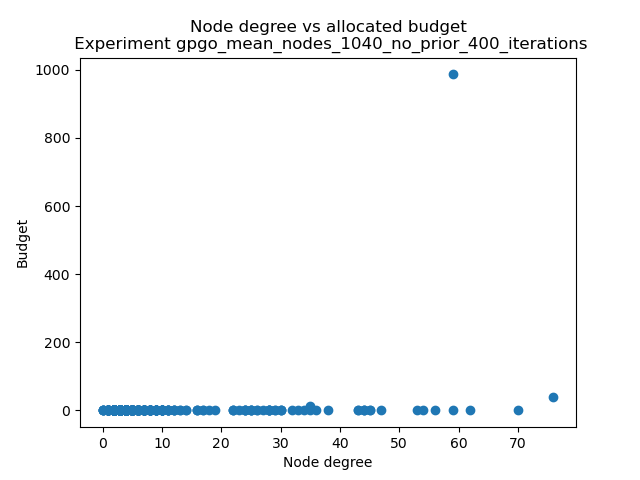 Node degree vs allocated budget
Experiment gpgo_mean_nodes_1040_no_prior_400_iterations
1000
800
600
400
200
0
Budget
0 10 20 30 40 50 60 70
Node degree